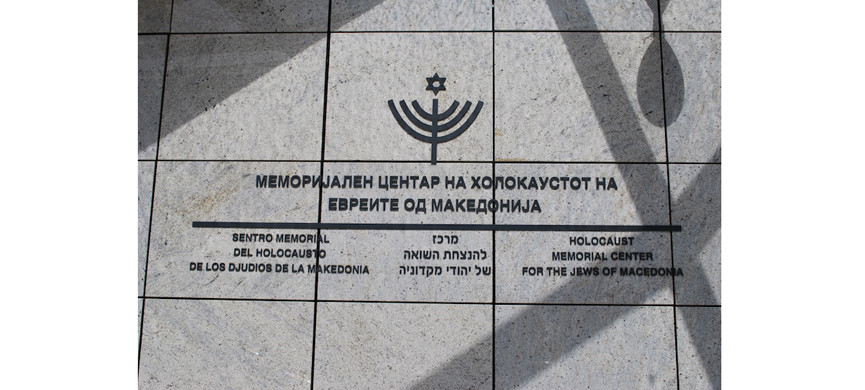 МЕМОРИЈАЛЕН ЦЕНТАР НА ХОЛОКАУСТОТ НА
ЕВРЕИТЕ ОД МАКЕДОНИЈА
SENTRO MEMORIAL
DEL HOLOCAUSTO
DE LOS DJUDIOS DE LA MAKEDONIA
מרכז
להנצחת השואה
של יהודי מקדוניה
HOLOCAUST
MEMORIAL CENTER
FOR THE JEWS OF MACEDONIA